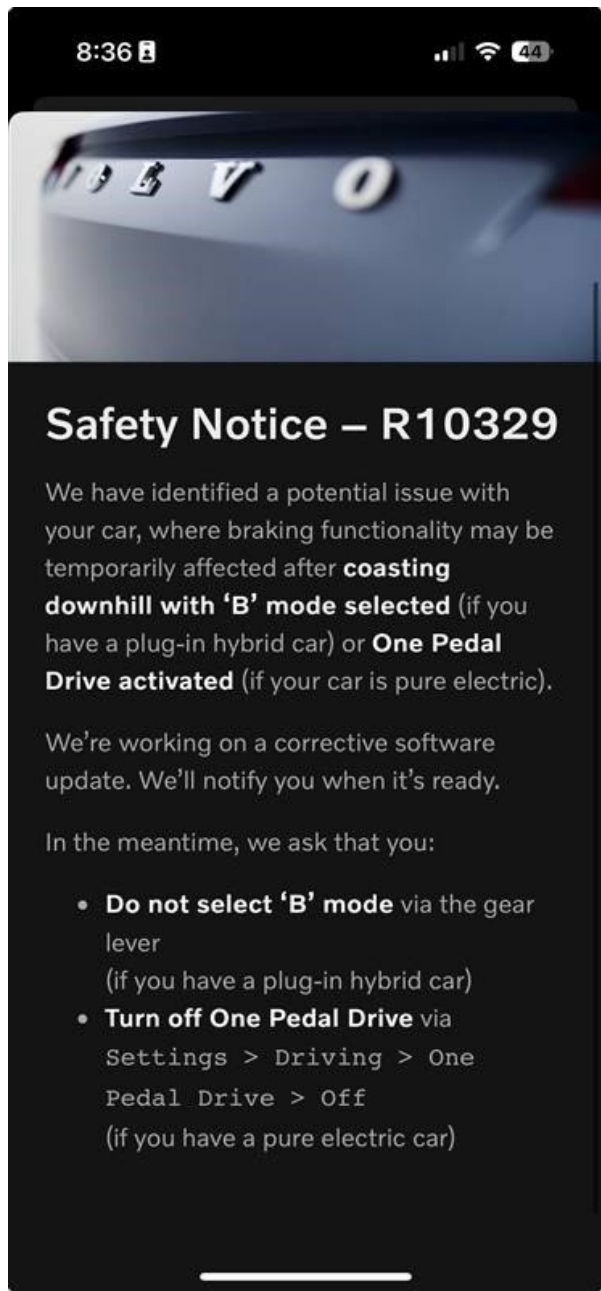 8:36
44
VOLVO
Safety Notice – R10329
We have identified a potential issue with
your car, where braking functionality may be
temporarily affected after coasting
downhill with ‘B’ mode selected (if you
have a plug-in hybrid car) or One Pedal
Drive activated (if your car is pure electric).
We’re working on a corrective software
update. We’ll notify you when it’s ready.
In the meantime, we ask that you:
• Do not select ‘B’ mode via the gear
lever
(if you have a plug-in hybrid car)
• Turn off One Pedal Drive via
Settings > Driving > One
Pedal Drive > Off
(if you have a pure electric car)